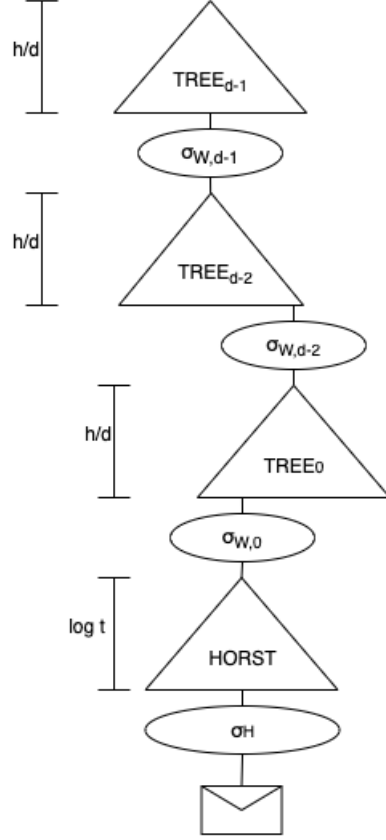 h/d
TREEd-1
σW,d-1
h/d
TREEd-2
σW,d-2
h/d
TREE0
σW,0
log t
HORST
σH